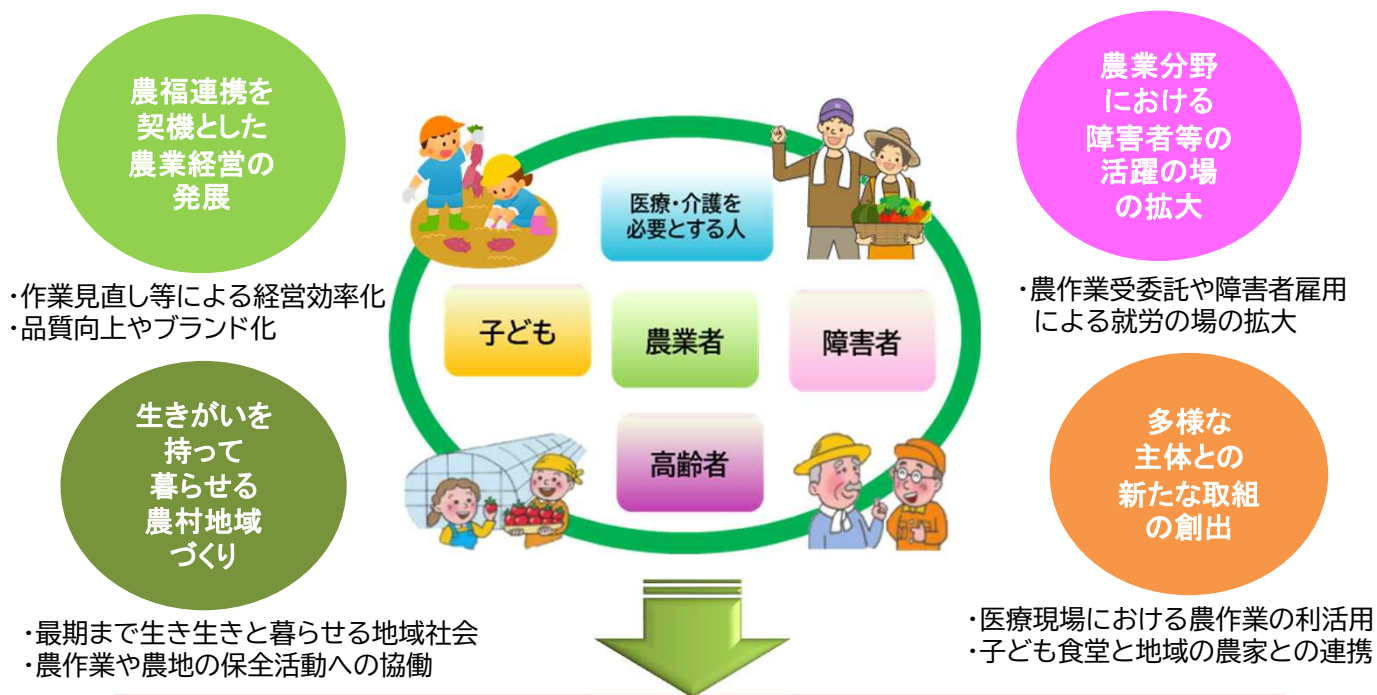 農福連携を
契機とした
農業経営の
発展
・作業見直し等による経営効率化
・品質向上やブランド化
農業分野
における
障害者等の
活躍の場
の拡大
・農作業受委託や障害者雇用
による就労の場の拡大
医療・介護を
必要とする人
子ども
農業者
障害者
高齢者
生きがいを
持って
暮らせる
農村地域
づくり
・最期まで生き生きと暮らせる地域社会
・農作業や農地の保全活動への協働
多様な
主体との
新たな取組
の創出
・医療現場における農作業の利活用
・子ども食堂と地域の農家との連携